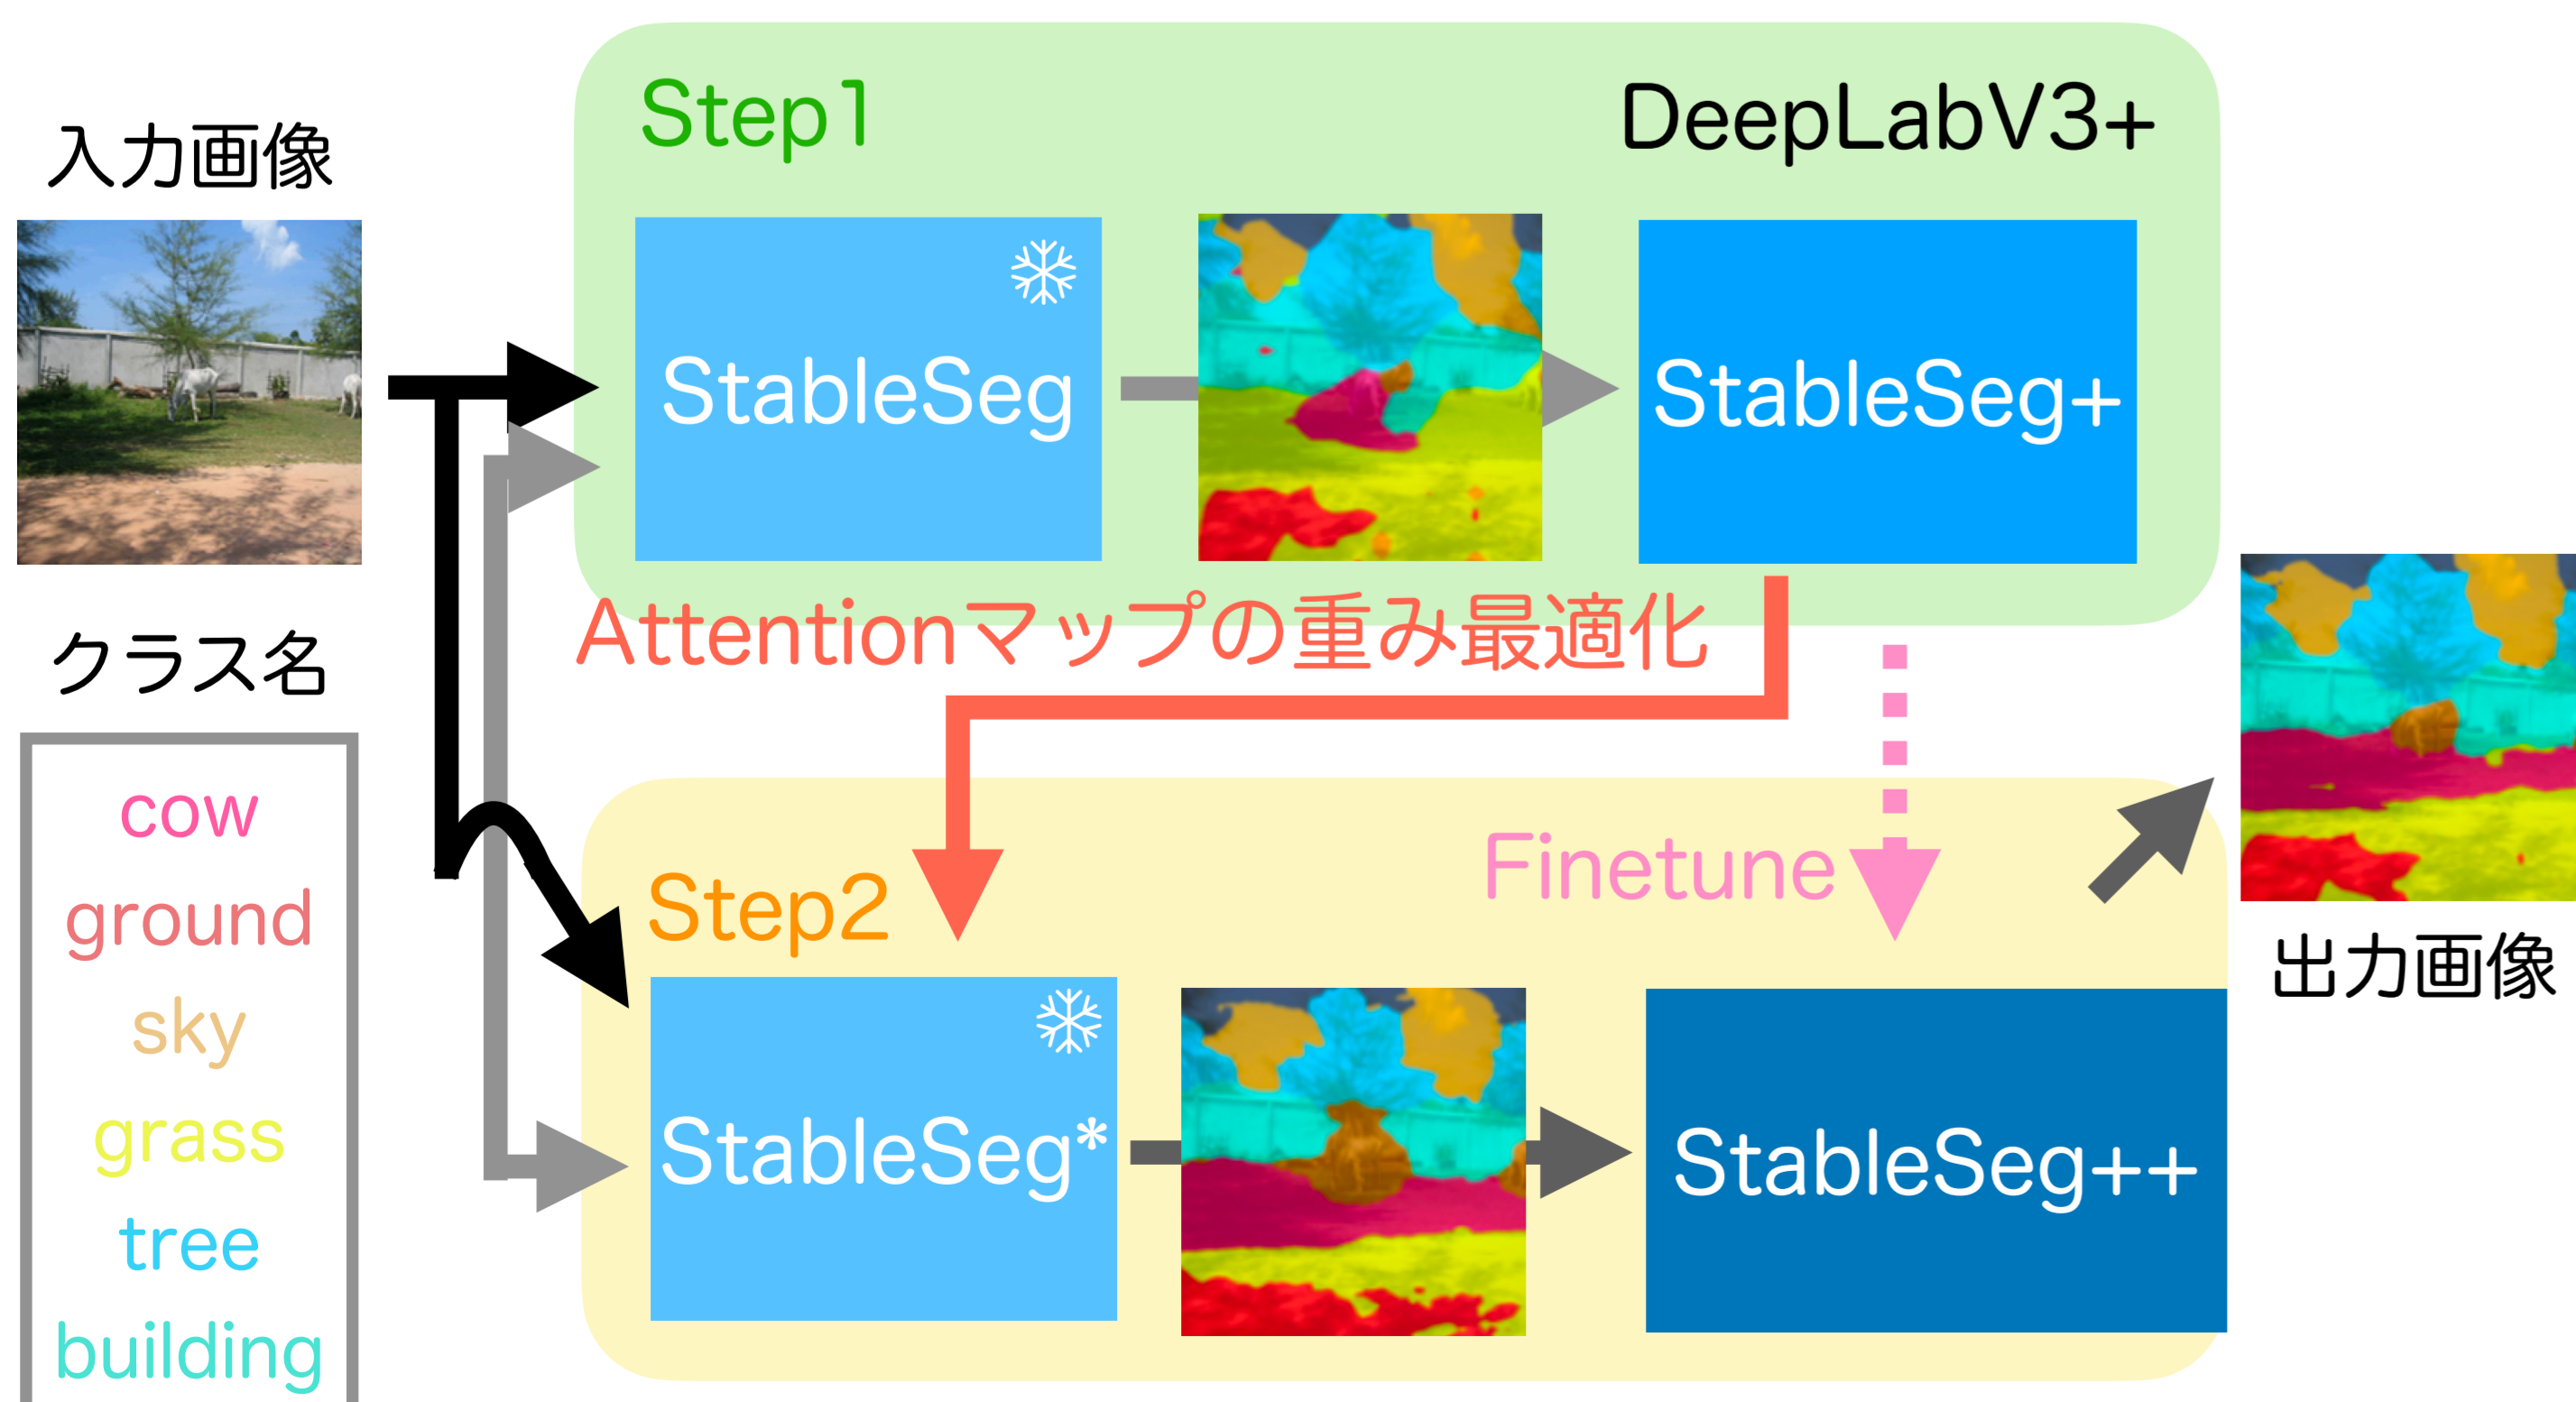 入力画像
クラス名
cow
ground
sky
grass
tree
building
Step1
DeepLabV3+
StableSeg
StableSeg+
Attentionマップの重み最適化
Finetune
Step2
StableSeg*
StableSeg++
出力画像